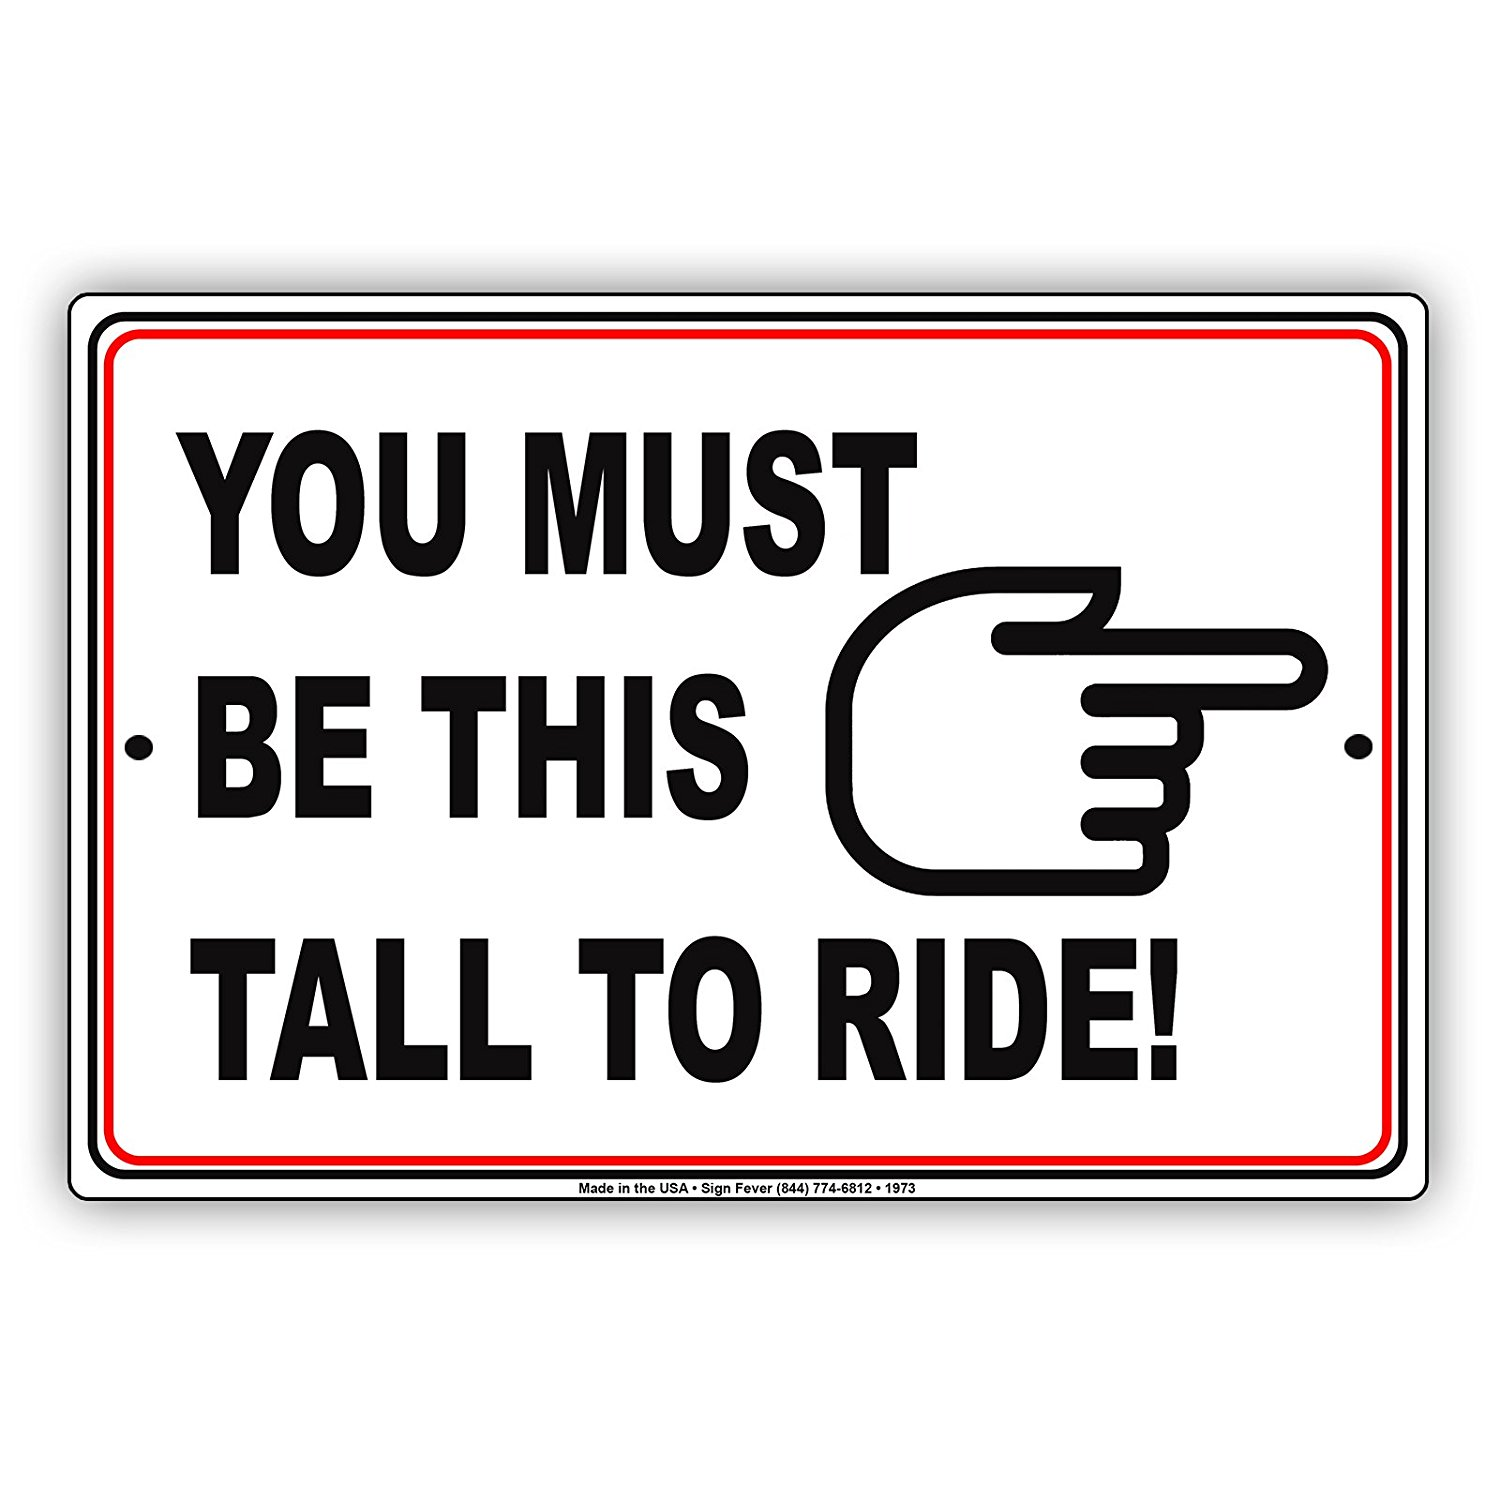 YOU MUST
BE THIS
TALL TO RIDE!
Made in the USA • Sign Fever (844) 774-6812 • 1973